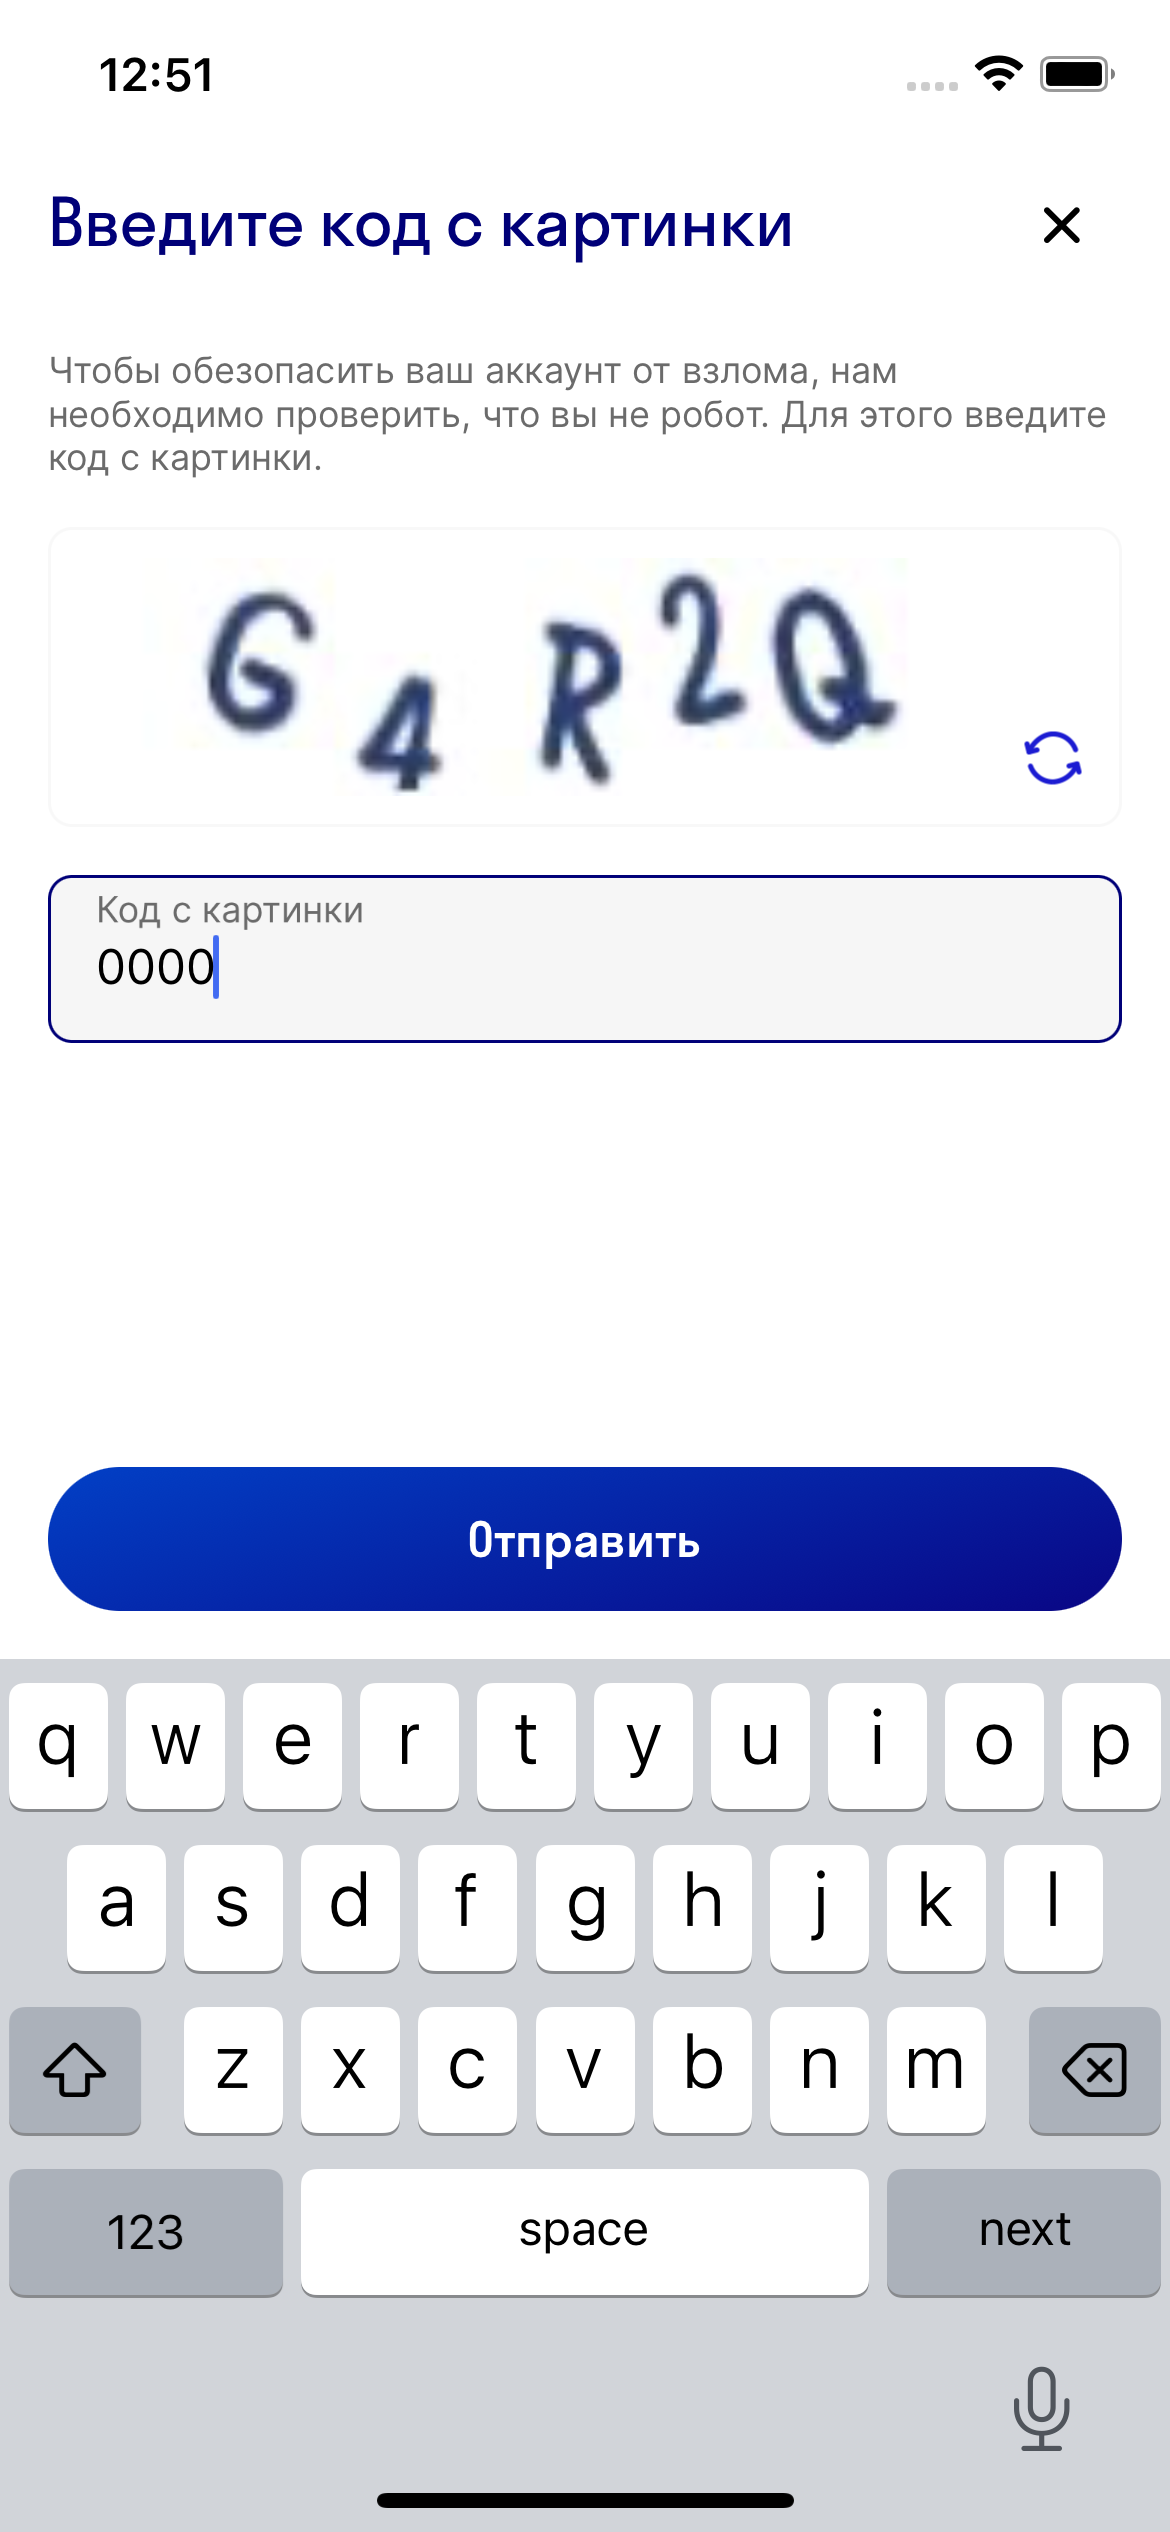 12:51
Введите код с картинки
Чтобы обезопасить ваш аккаунт от взлома, нам
необходимо проверить, что вы не робот. Для этого введите
код с картинки.
G4R2Q
Код с картинки
0000
Отправить
q w e r t y u i o p
a s d f g h j k l
z x c v b n m
123 space next